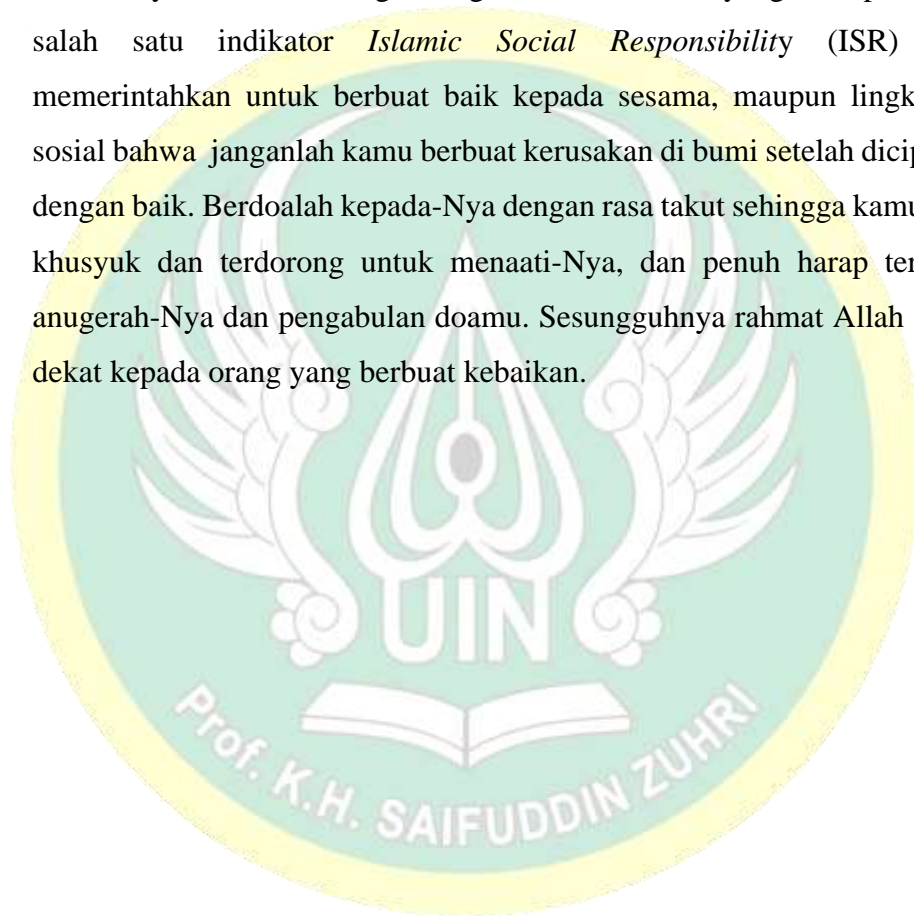 salah satu indikator Islamic Social Responsibility (ISR)
memerintahkan untuk berbuat baik kepada sesama, maupun
sosial bahwa janganlah kamu berbuat kerusakan di bumi setelah
dengan baik. Berdoalah kepada-Nya dengan rasa takut sehingga kamu
khusyuk dan terdorong untuk menaati-Nya, dan penuh harap
anugerah-Nya dan pengabulan doamu. Sesungguhnya rahmat Allah
dekat kepada orang yang berbuat kebaikan.
UIN
Prof. K.H. SAIFUDDIN ZUHRI